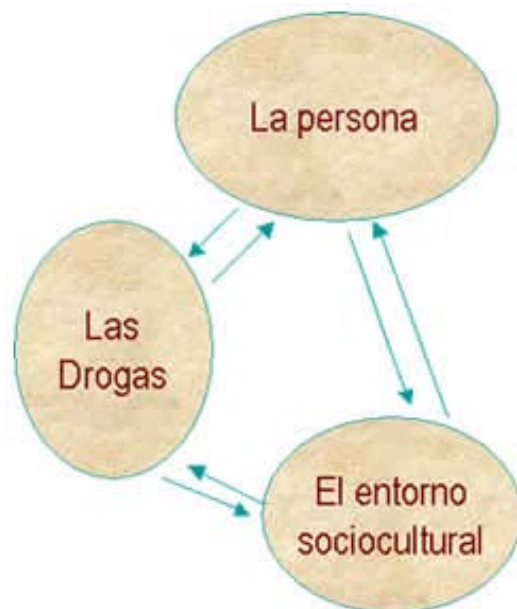 La persona
Las
Drogas
El entorno
sociocultural